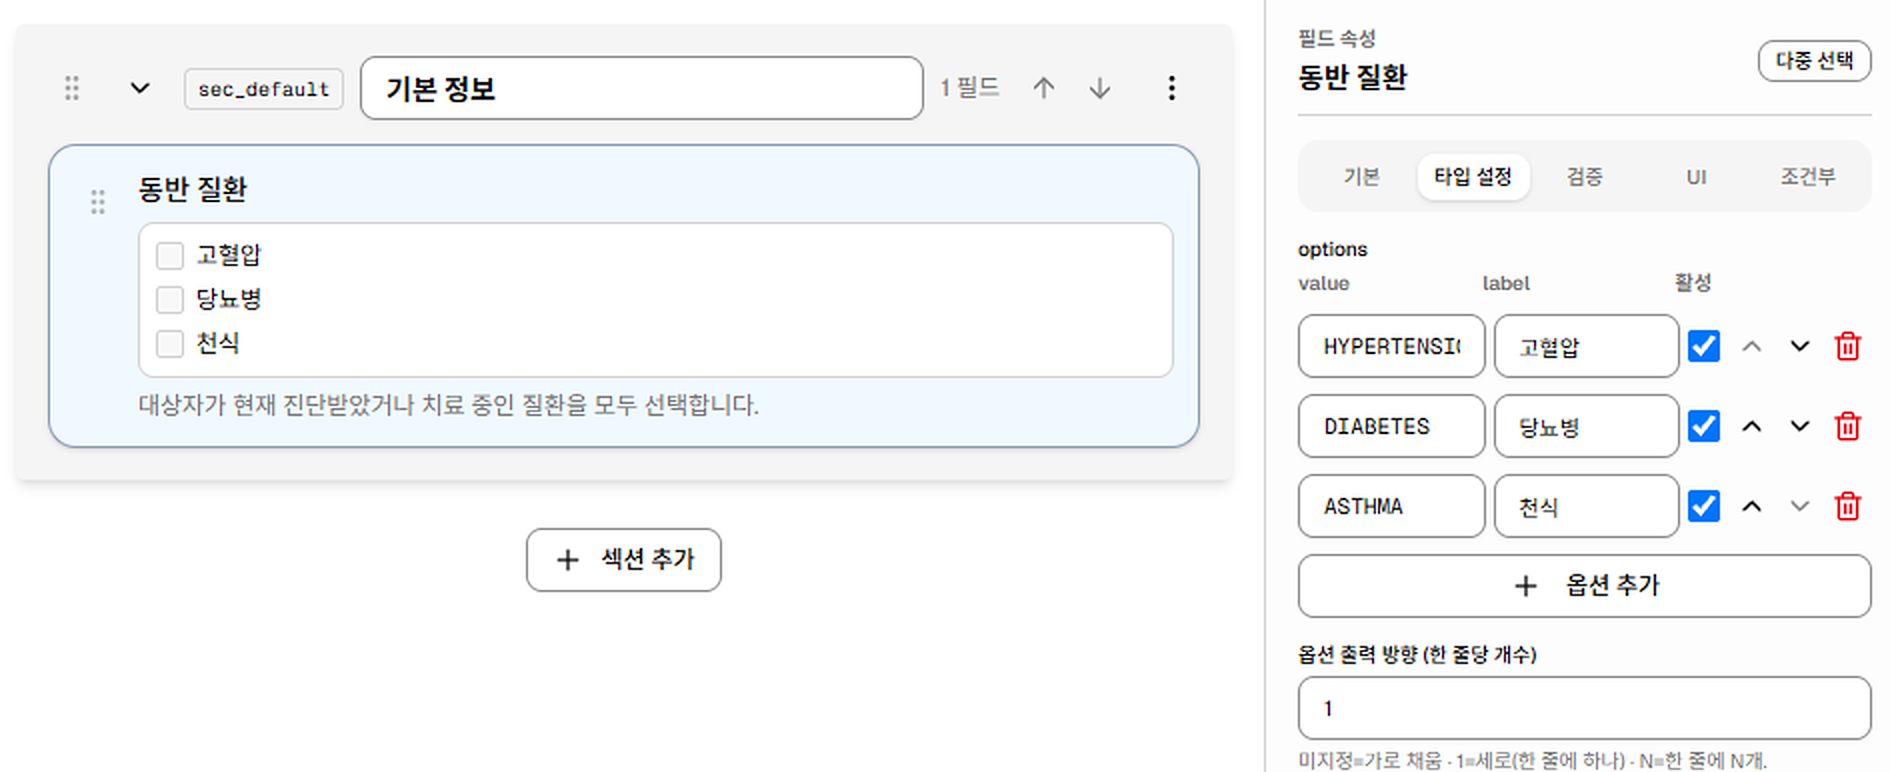 sec_default
기본 정보
1 필드
동반 질환
고혈압
당뇨병
천식
대상자가 현재 진단받았거나 치료 중인 질환을 모두 선택합니다.
섹션 추가
필드 속성
동반 질환
다중 선택
기본 타입 설정 검증 UI 조건부
options
value label 활성
HYPERTENSI 고혈압
DIABETES 당뇨병
ASTHMA 천식
옵션 추가
옵션 출력 방향 (한 줄당 개수)
1
미지정=가로 채움 · 1=세로(한 줄에 하나) · N=한 줄에 N개.